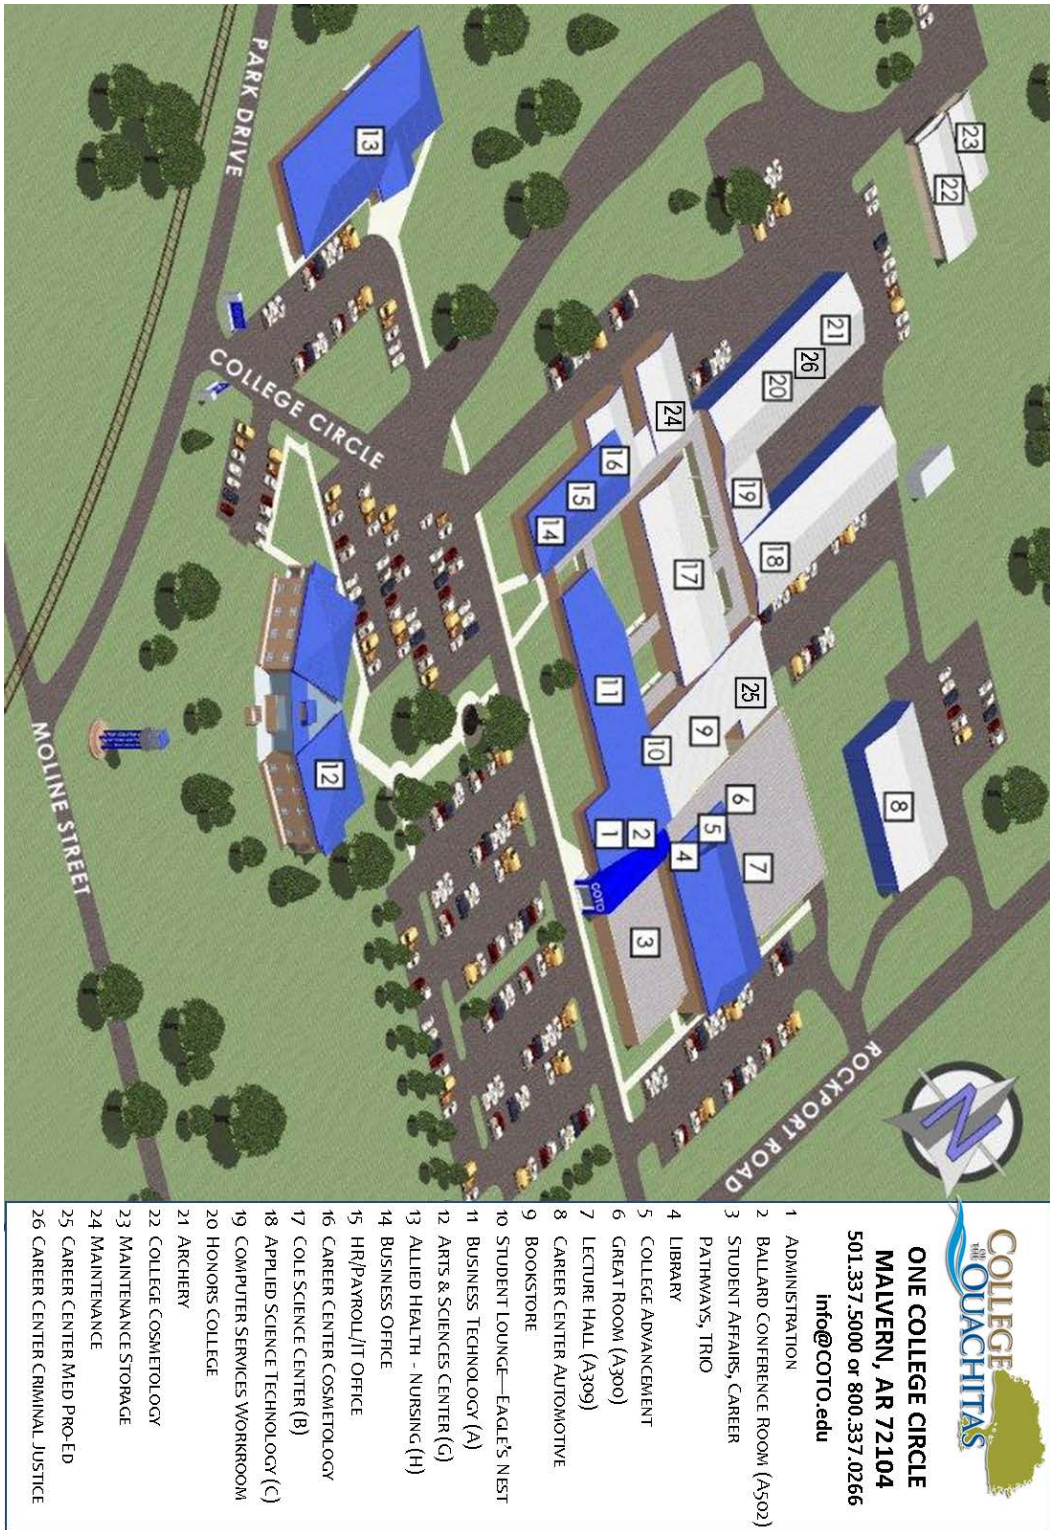 COLLEGE
OF THE
OUACHITAS
ONE COLLEGE CIRCLE
MALVERN, AR 72104
501.337.5000 or 800.337.0266
info@COTO.edu
1 ADMINISTRATION
2 BALLARD CONFERENCE ROOM (A502)
3 STUDENT AFFAIRS, CAREER
PATHWAYS, TRIO
4 LIBRARY
5 COLLEGE ADVANCEMENT
6 GREAT ROOM (A300)
7 LECTURE HALL (A309)
8 CAREER CENTER AUTOMOTIVE
9 BOOKSTORE
10 STUDENT LOUNGE—EAGLE'S NEST
11 BUSINESS TECHNOLOGY (A)
12 ARTS & SCIENCES CENTER (G)
13 ALLIED HEALTH - NURSING (H)
14 BUSINESS OFFICE
15 HR/PAYROLL/IT OFFICE
16 CAREER CENTER COSMETOLOGY
17 COLE SCIENCE CENTER (B)
18 APPLIED SCIENCE TECHNOLOGY (C)
19 COMPUTER SERVICES WORKROOM
20 HONORS COLLEGE
21 ARCHERY
22 COLLEGE COSMETOLOGY
23 MAINTENANCE STORAGE
24 MAINTENANCE
25 CAREER CENTER MED PRO-ED
26 CAREER CENTER CRIMINAL JUSTICE
N
ROCKPORT ROAD
PARK DRIVE
COLLEGE CIRCLE
MOLINE STREET
COTO
23
22
21
26
20
19
18
24
16
15
14
17
13
11
10
9
25
8
6
5
7
4
2
1
3
12